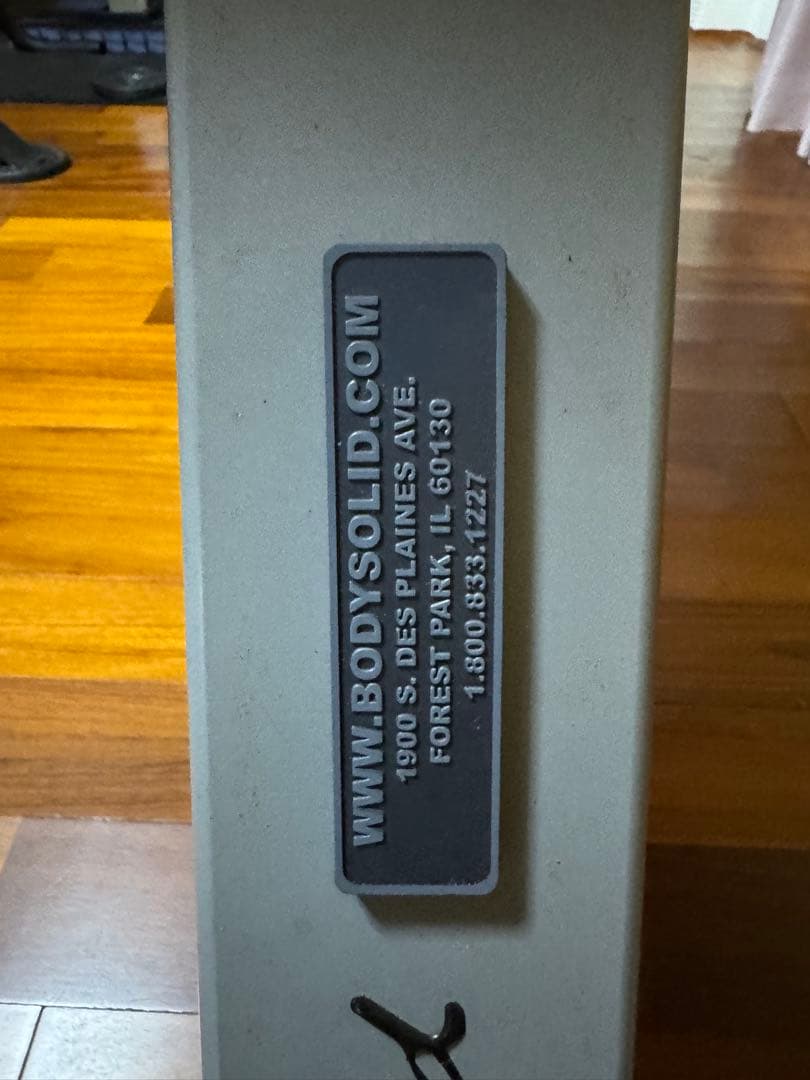 WWW.BODYSOLID.COM
1900 S. DES PLAINES AVE.
FOREST PARK, IL 60130
1.800.833.1227